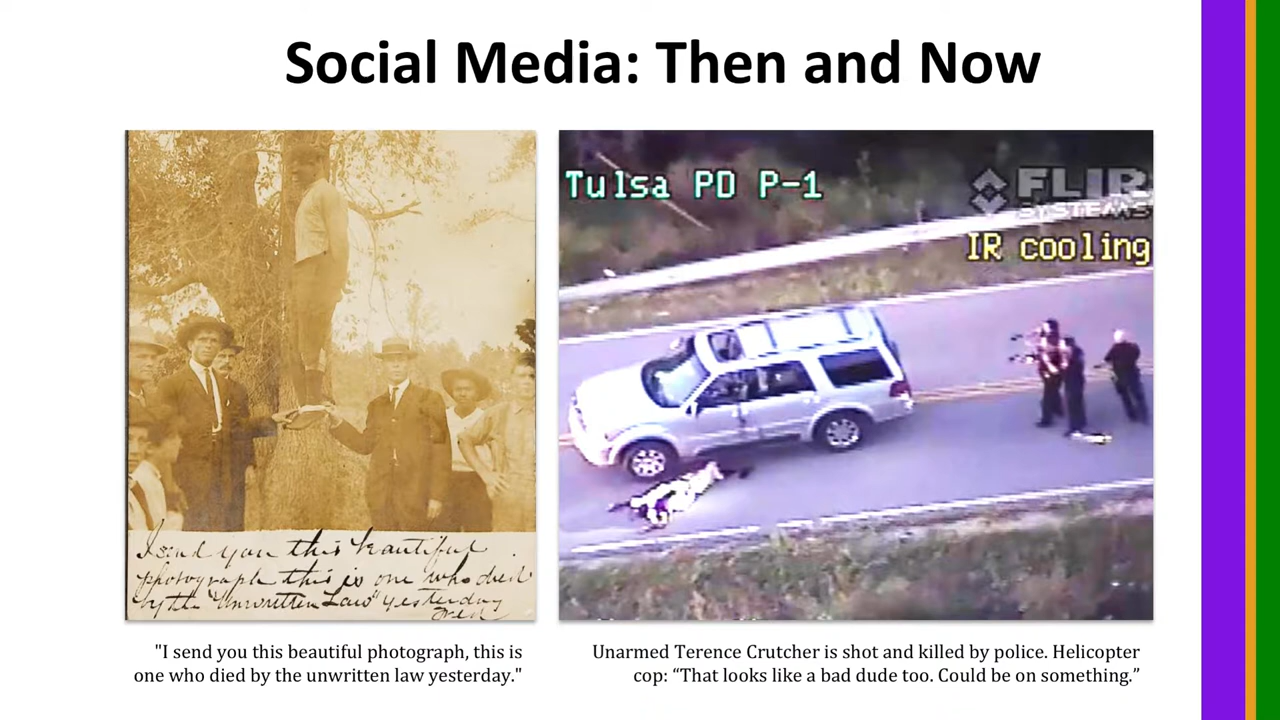 Social Media: Then and Now
I send you this beautiful
photograph this is one who died
by the "Unwritten Law" yesterday
Tulsa PD P-1
FLIR
SYSTEMS
IR cooling
"I send you this beautiful photograph, this is
one who died by the unwritten law yesterday."
Unarmed Terence Crutcher is shot and killed by police. Helicopter
cop: “That looks like a bad dude too. Could be on something.”